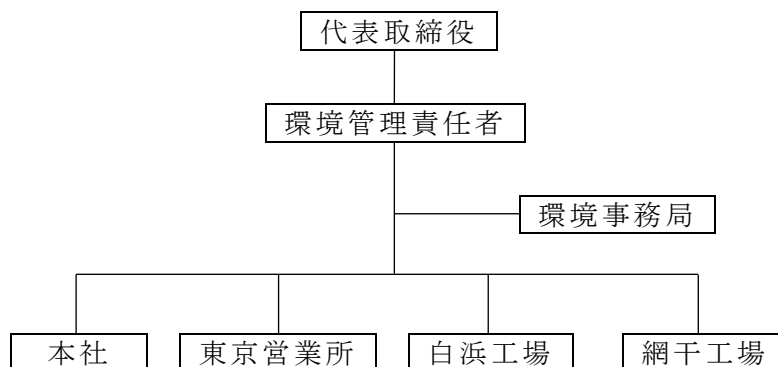 代表取締役
環境管理責任者
環境事務局
本社
東京営業所
白浜工場
網干工場